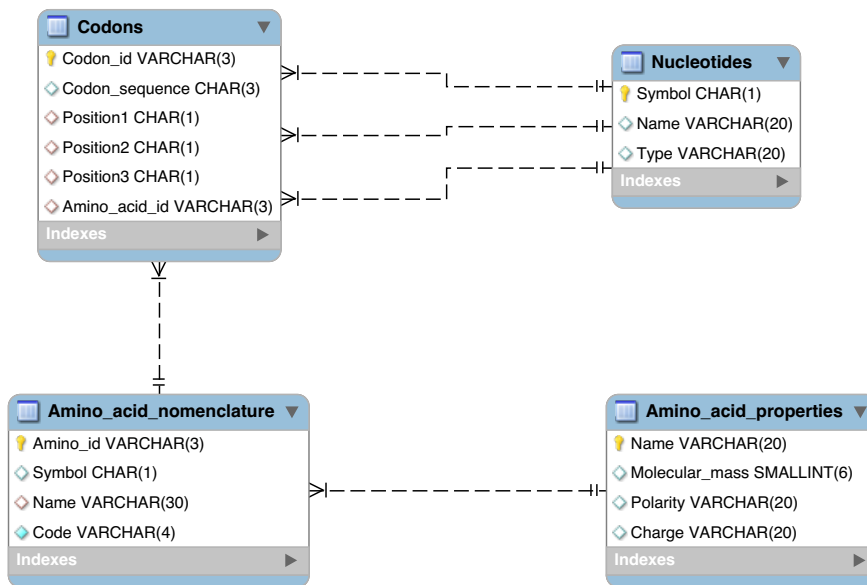 Codons
Codon_id VARCHAR(3)
Codon_sequence CHAR(3)
Position1 CHAR(1)
Position2 CHAR(1)
Position3 CHAR(1)
Amino_acid_id VARCHAR(3)
Indexes
Nucleotides
Symbol CHAR(1)
Name VARCHAR(20)
Type VARCHAR(20)
Indexes
Amino_acid_nomenclature
Amino_id VARCHAR(3)
Symbol CHAR(1)
Name VARCHAR(30)
Code VARCHAR(4)
Indexes
Amino_acid_properties
Name VARCHAR(20)
Molecular_mass SMALLINT(6)
Polarity VARCHAR(20)
Charge VARCHAR(20)
Indexes